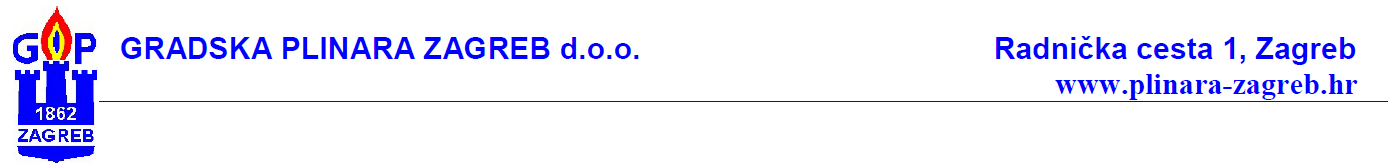 GRADSKA PLINARA ZAGREB d.o.o.
Radnička cesta 1, Zagreb
www.plinara-zagreb.hr
G P
1862
ZAGREB